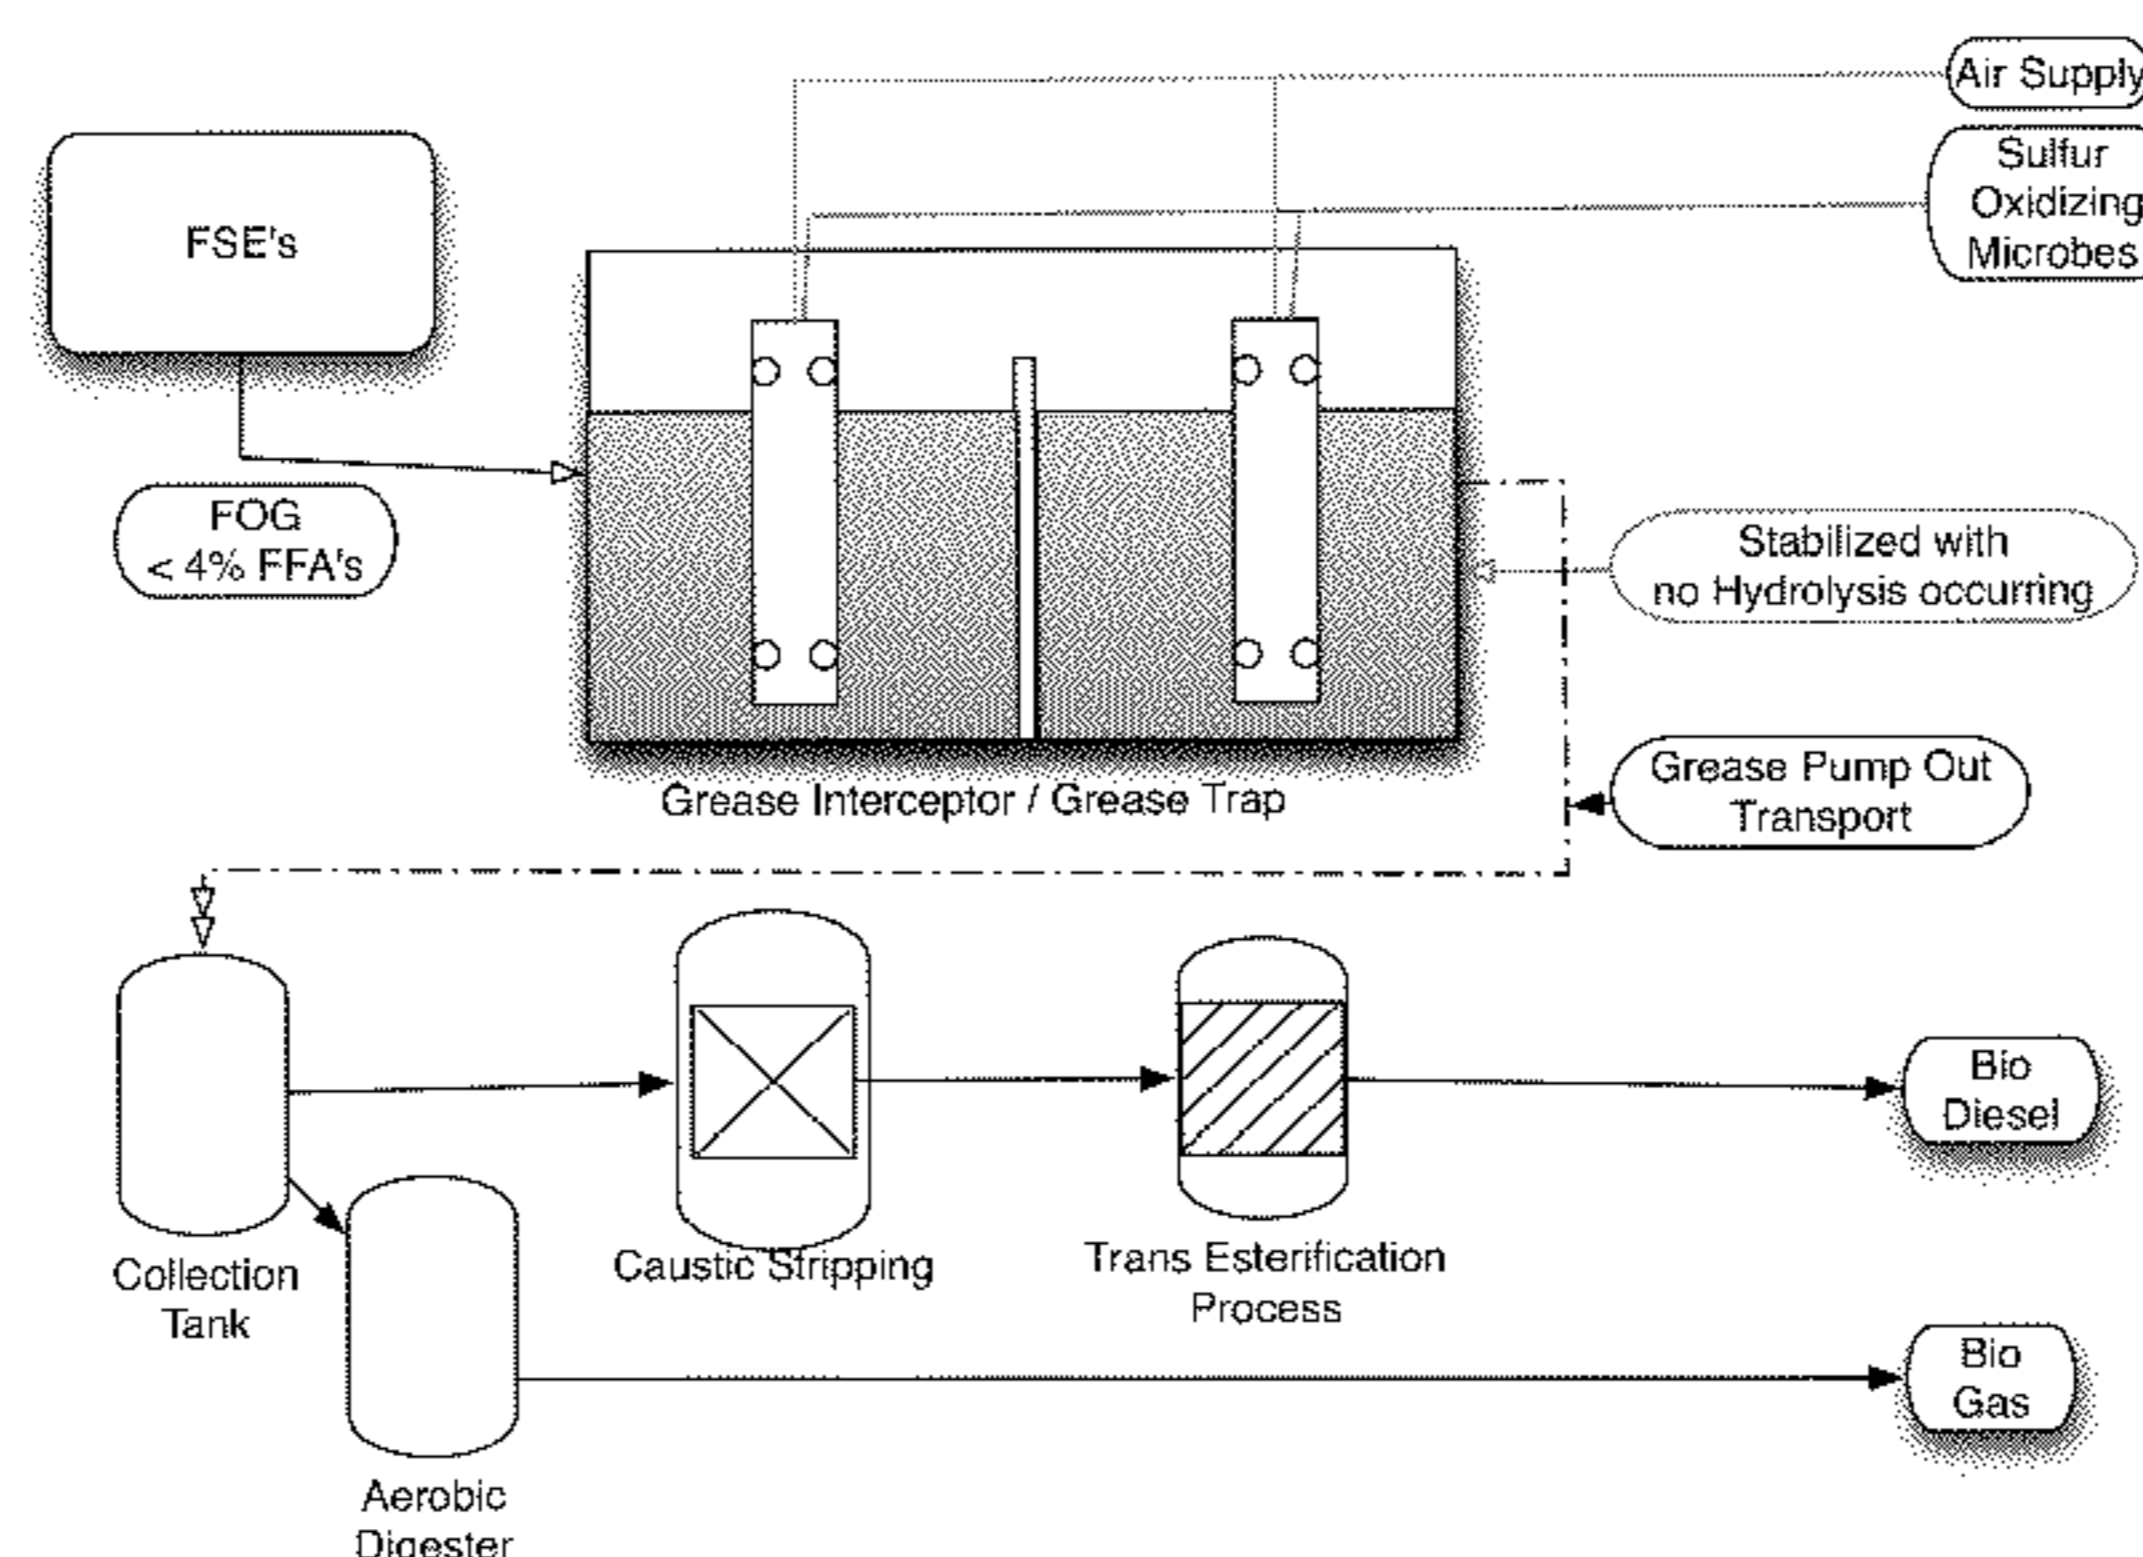 Air Supply
Sulfur
Oxidizing
Microbes
FSE's
FOG
< 4% FFA's
Stabilized with
no Hydrolysis occurring
Grease Pump Out
Transport
Grease Interceptor / Grease Trap
Collection
Tank
Caustic Stripping
Trans Esterification
Process
Bio
Diesel
Bio
Gas
Aerobic
Digester